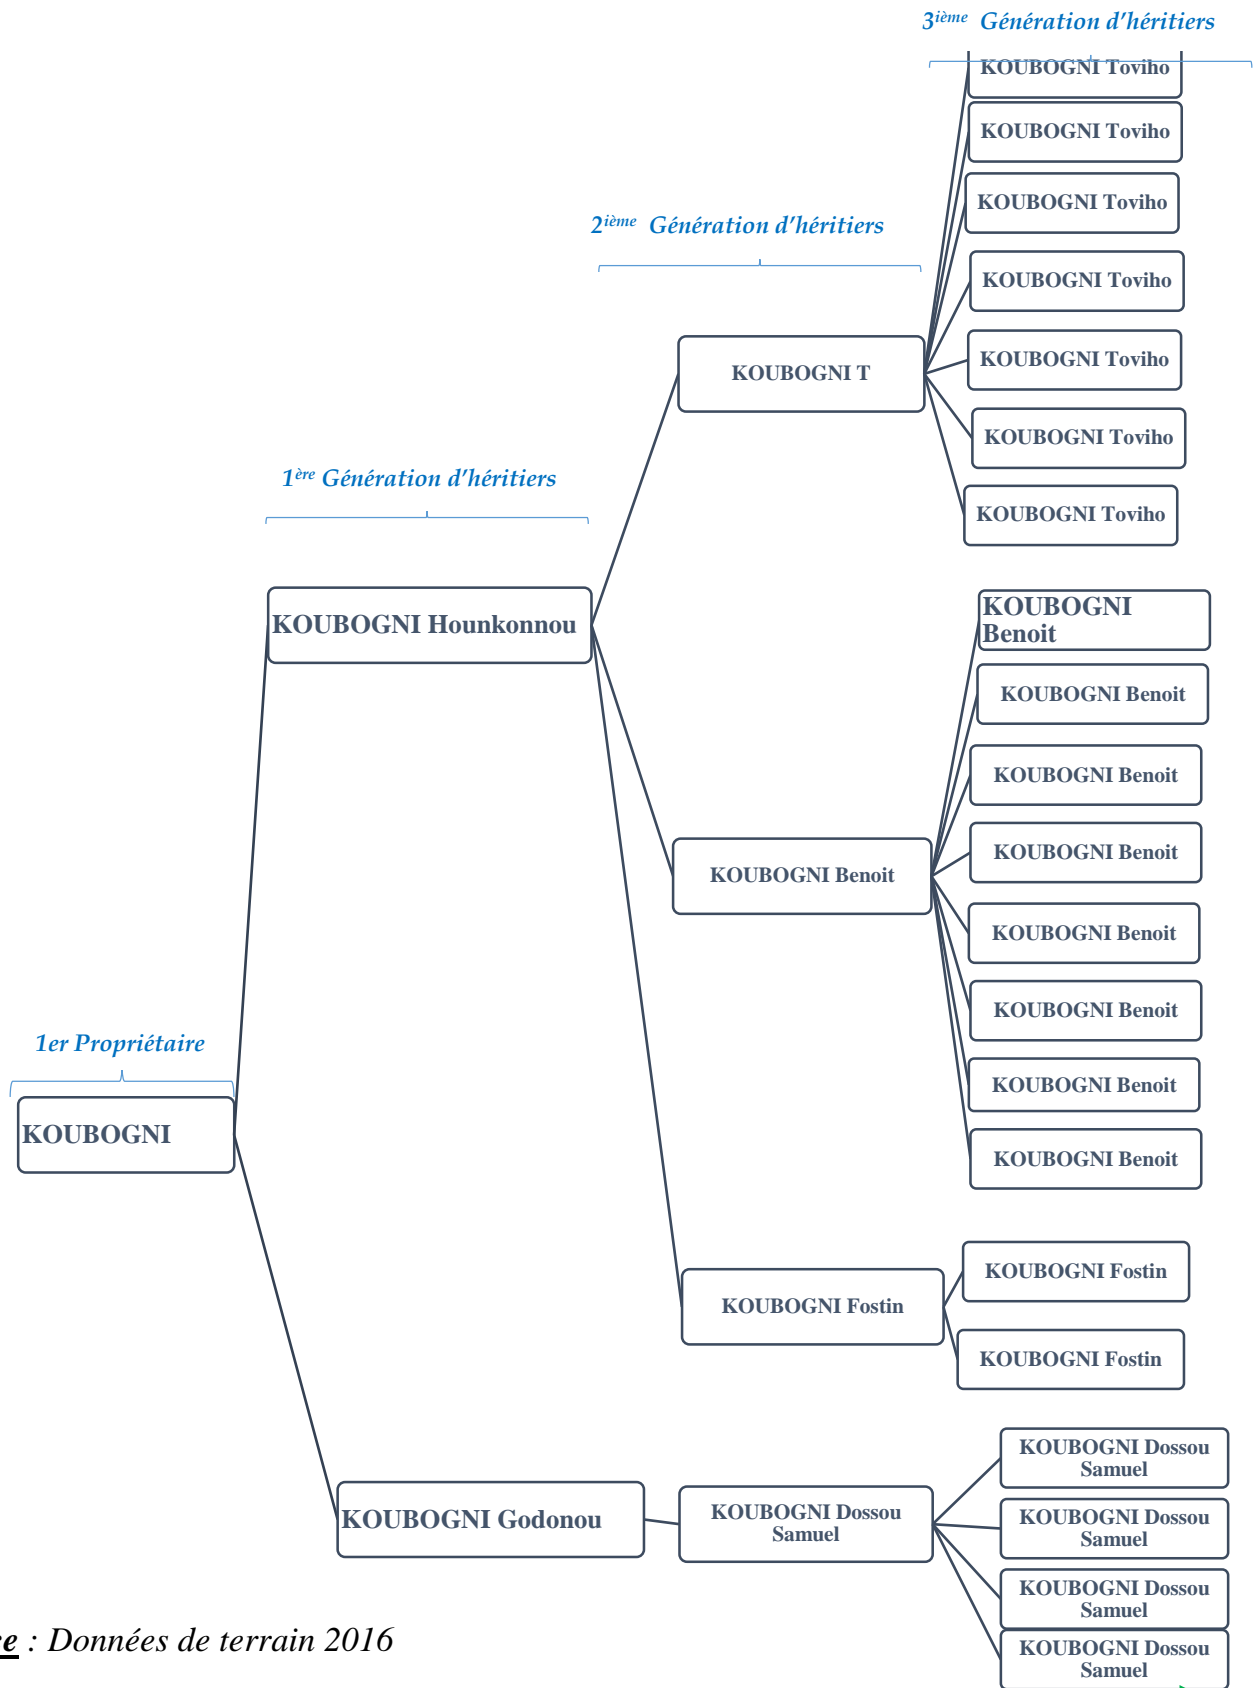 3ième Génération d'héritiers
KOUBOGNI Toviho
KOUBOGNI Toviho
KOUBOGNI Toviho
2ième Génération d'héritiers
KOUBOGNI Toviho
KOUBOGNI Toviho
KOUBOGNI T
KOUBOGNI Toviho
1ère Génération d'héritiers
KOUBOGNI Toviho
KOUBOGNI
Benoit
KOUBOGNI Hounkonnou
KOUBOGNI Benoit
KOUBOGNI Benoit
KOUBOGNI Benoit
KOUBOGNI Benoit
KOUBOGNI Benoit
KOUBOGNI Benoit
1er Propriétaire
KOUBOGNI Benoit
KOUBOGNI
KOUBOGNI Benoit
KOUBOGNI Fostin
KOUBOGNI Fostin
KOUBOGNI Fostin
KOUBOGNI Dossou
Samuel
KOUBOGNI Godonou
KOUBOGNI Dossou
Samuel
KOUBOGNI Dossou
Samuel
KOUBOGNI Dossou
Samuel
: Données de terrain 2016
KOUBOGNI Dossou
Samuel